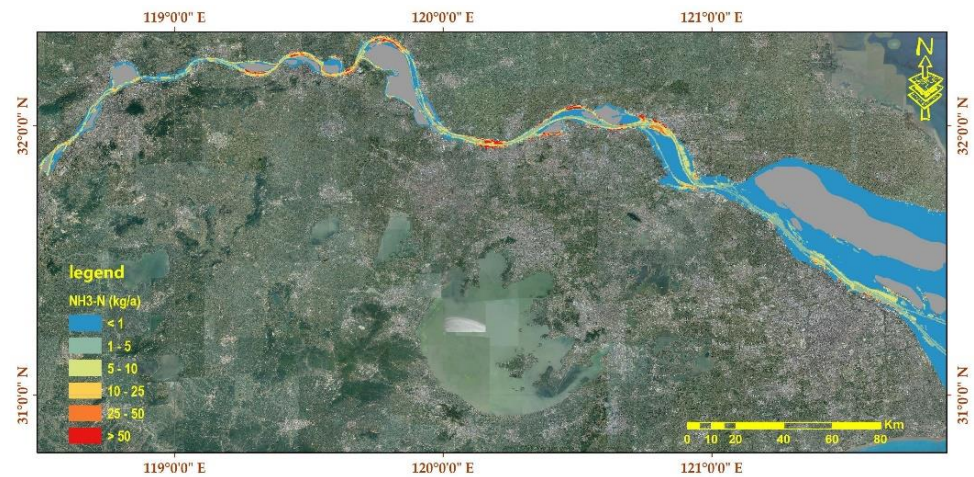 119°0'0" E 120°0'0" E 121°0'0" E
N
32°0'0" N 32°0'0" N
legend
NH3-N (kg/a)
< 1
1 - 5
5 - 10
10 - 25
25 - 50
> 50
31°0'0" N 31°0'0" N
Km
0 5 10 20 40 60 80
119°0'0" E 120°0'0" E 121°0'0" E